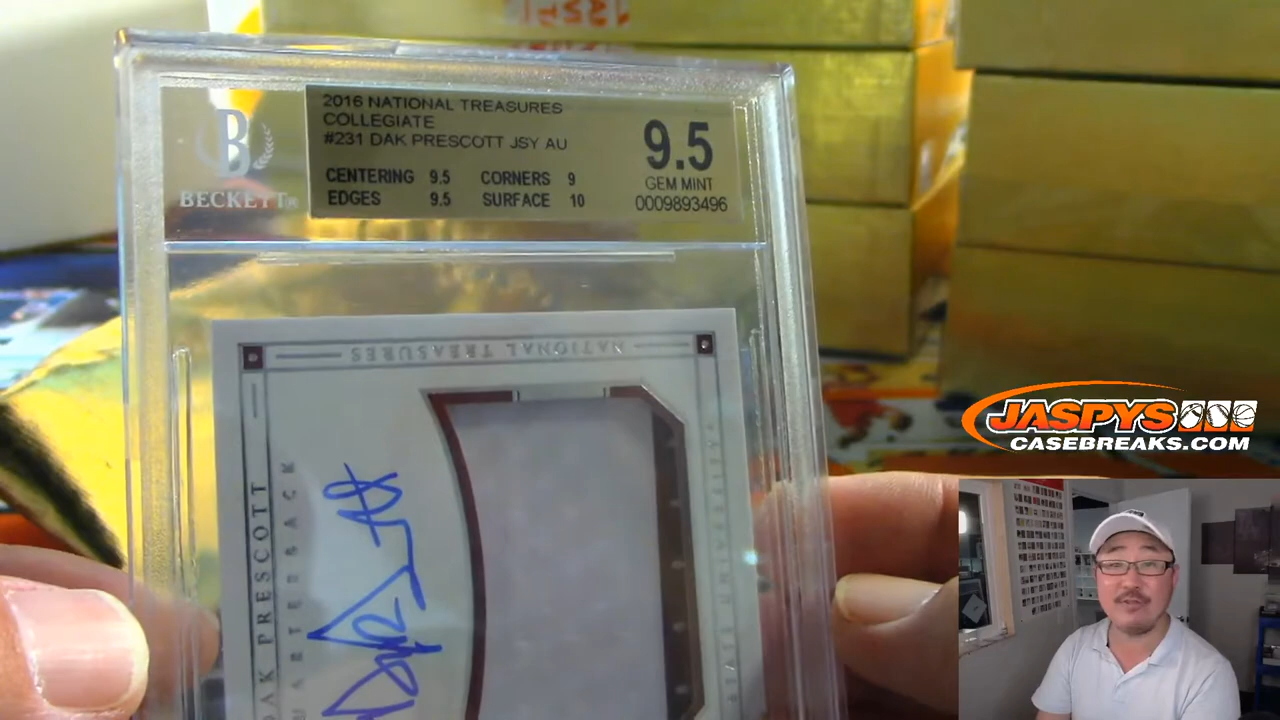 2016 NATIONAL TREASURES
COLLEGIATE
#231 DAK PRESCOTT JSY AU
CENTERING 9.5 CORNERS 9
EDGES 9.5 SURFACE 10
9.5
GEM MINT
0009893496
B
BECKETT
NATIONAL TREASURES
DAK PRESCOTT
JASPYS
CASEBREAKS.COM